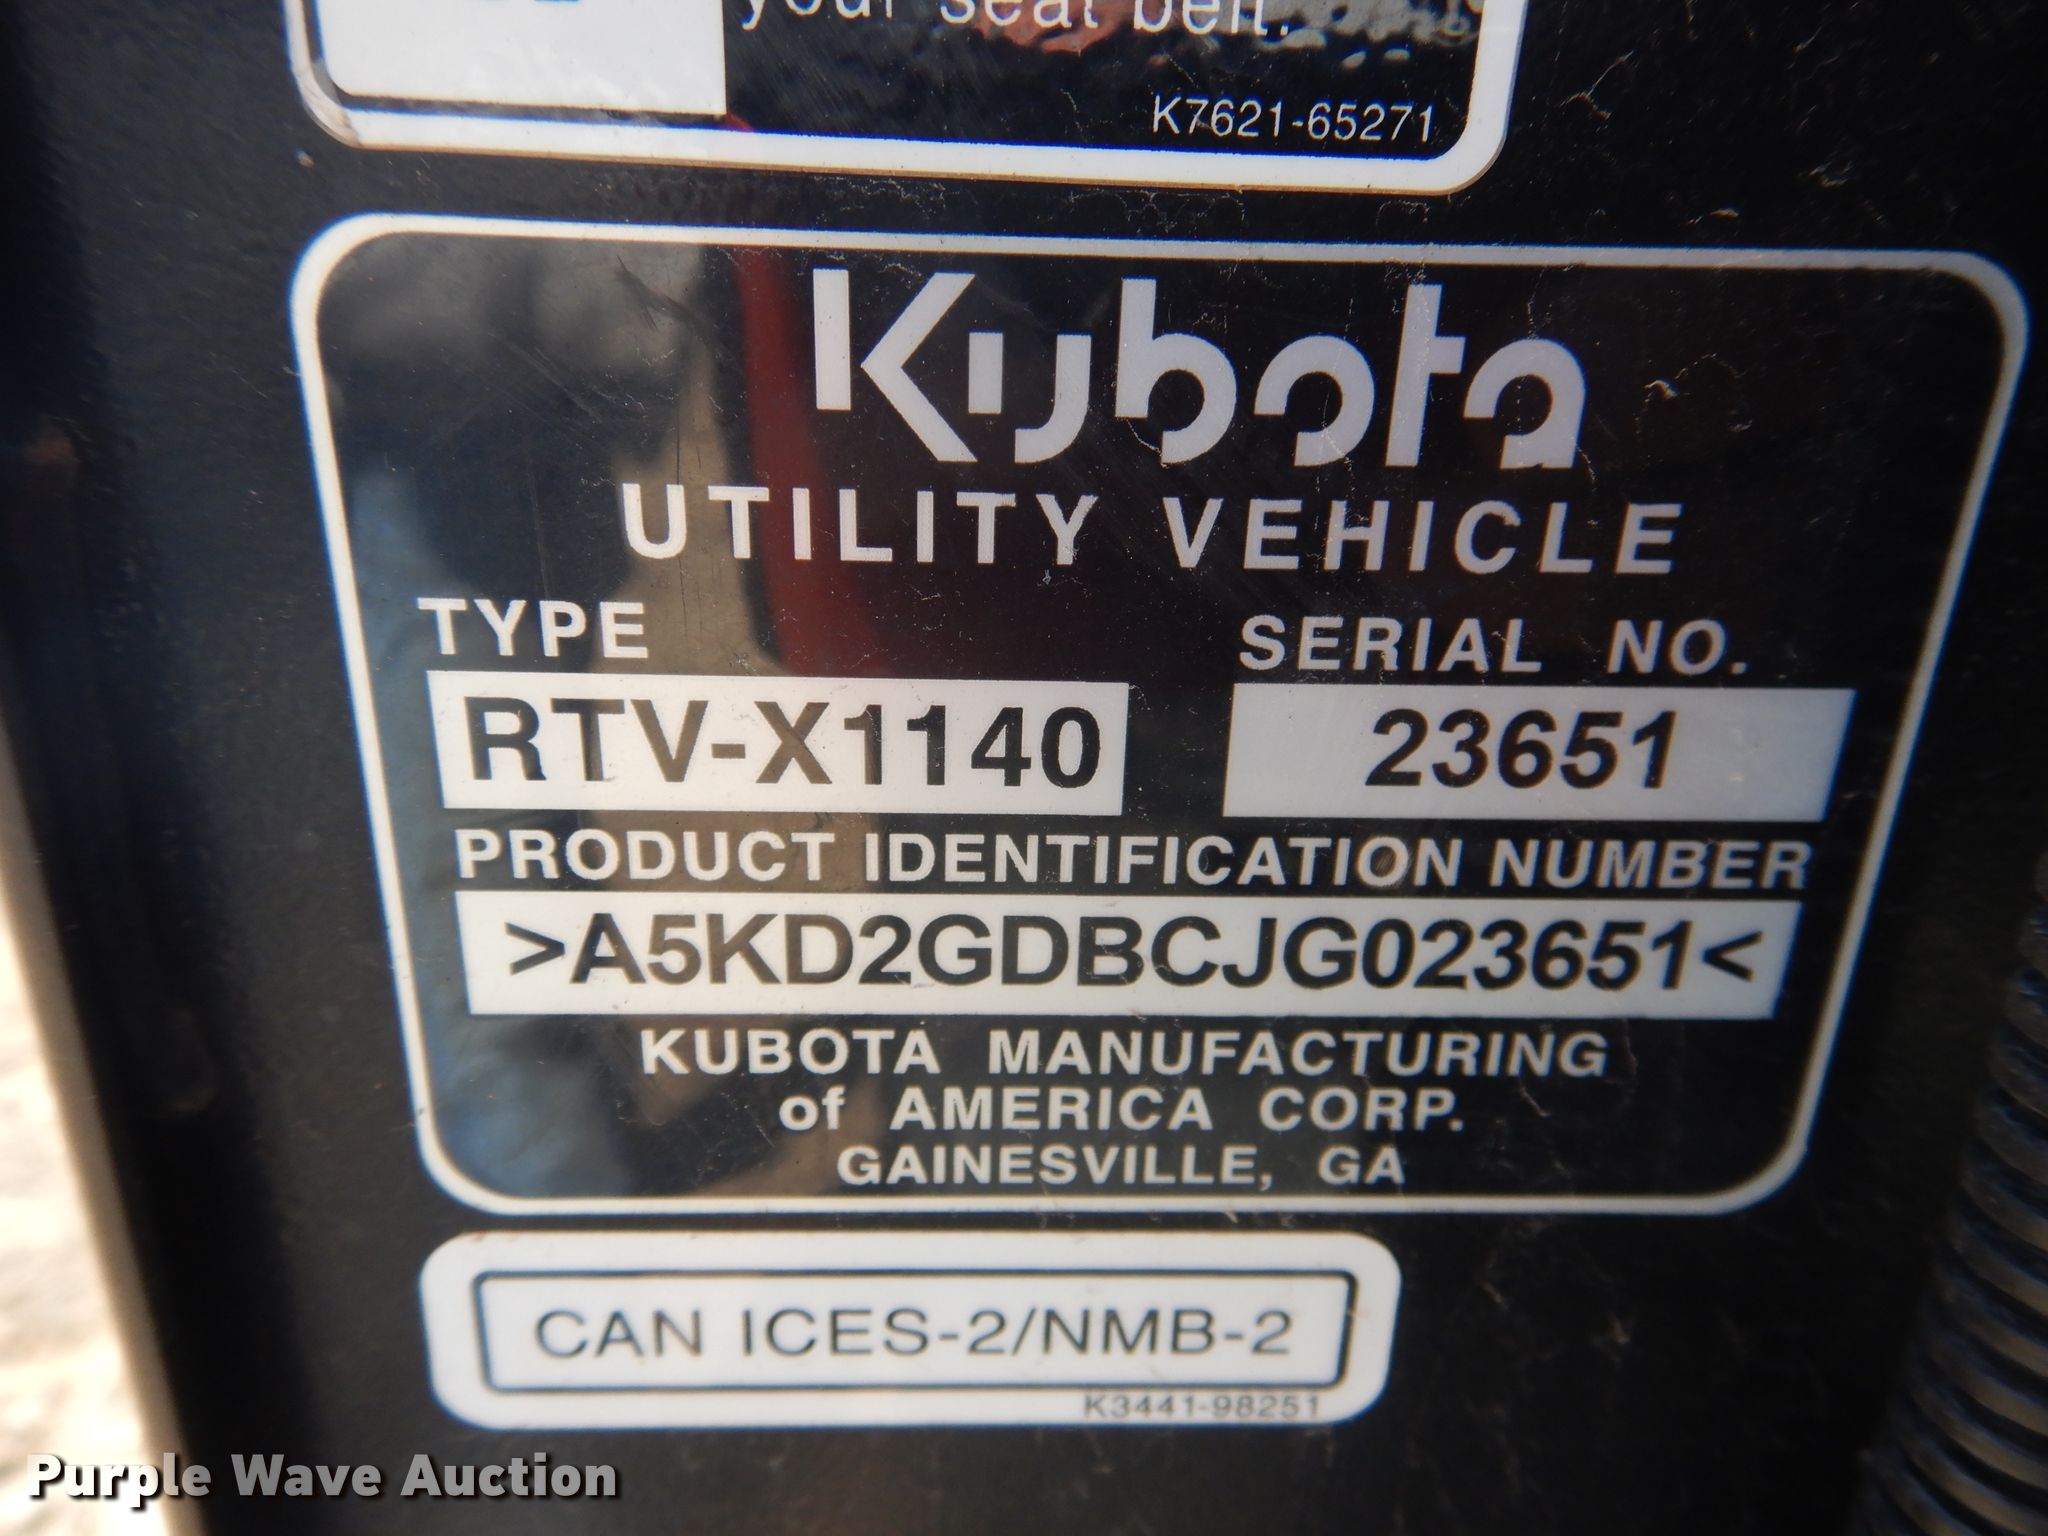 your seat belt.
K7621-65271
Kubota
UTILITY VEHICLE
TYPE SERIAL NO.
RTV-X1140 23651
PRODUCT IDENTIFICATION NUMBER
>A5KD2GDBCJG023651<
KUBOTA MANUFACTURING
of AMERICA CORP.
GAINESVILLE, GA
CAN ICES-2/NMB-2
K3441-98251
Purple Wave Auction